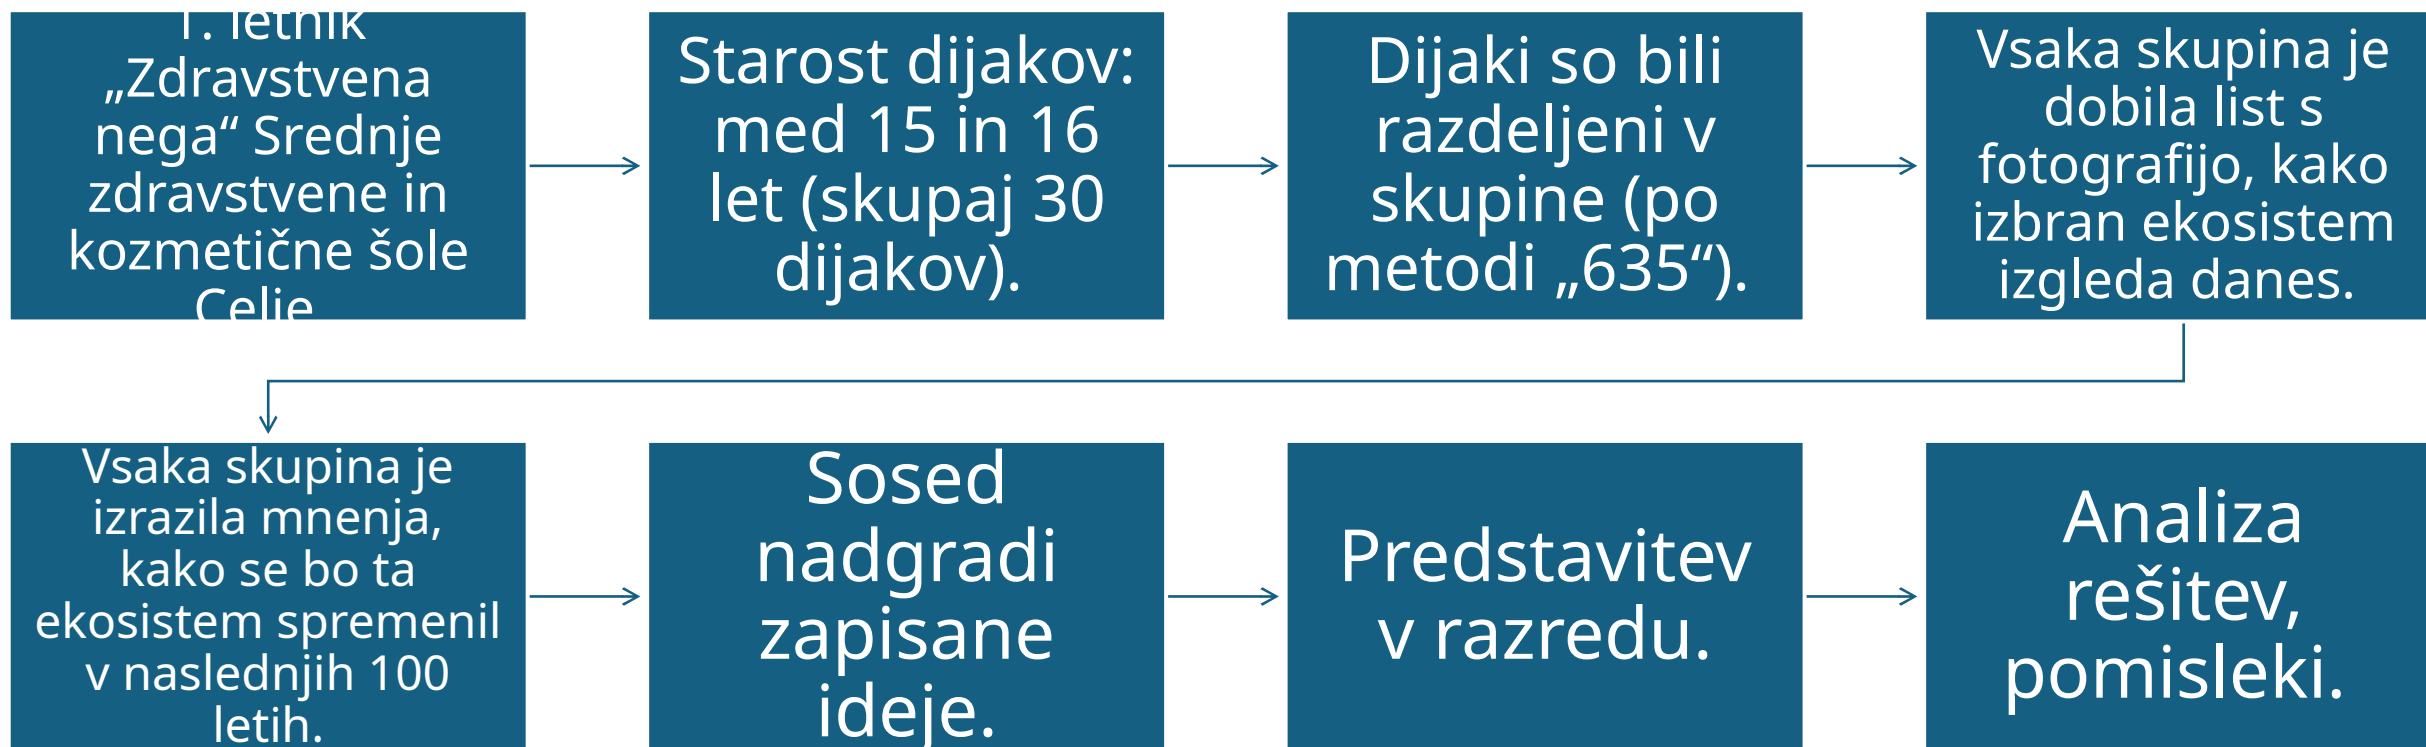 1. letnik
„Zdravstvena
nega“ Srednje
zdravstvene in
kozmetične šole
Celje
Starost dijakov:
med 15 in 16
let (skupaj 30
dijakov).
Dijaki so bili
razdeljeni v
skupine (po
metodi „635“).
Vsaka skupina je
dobila list s
fotografijo, kako
izbran ekosistem
izgleda danes.
Vsaka skupina je
izrazila mnenja,
kako se bo ta
ekosistem spremenil
v naslednjih 100
letih.
Sosed
nadgradi
zapisane
ideje.
Predstavitev
v razredu.
Analiza
rešitev,
pomisleki.